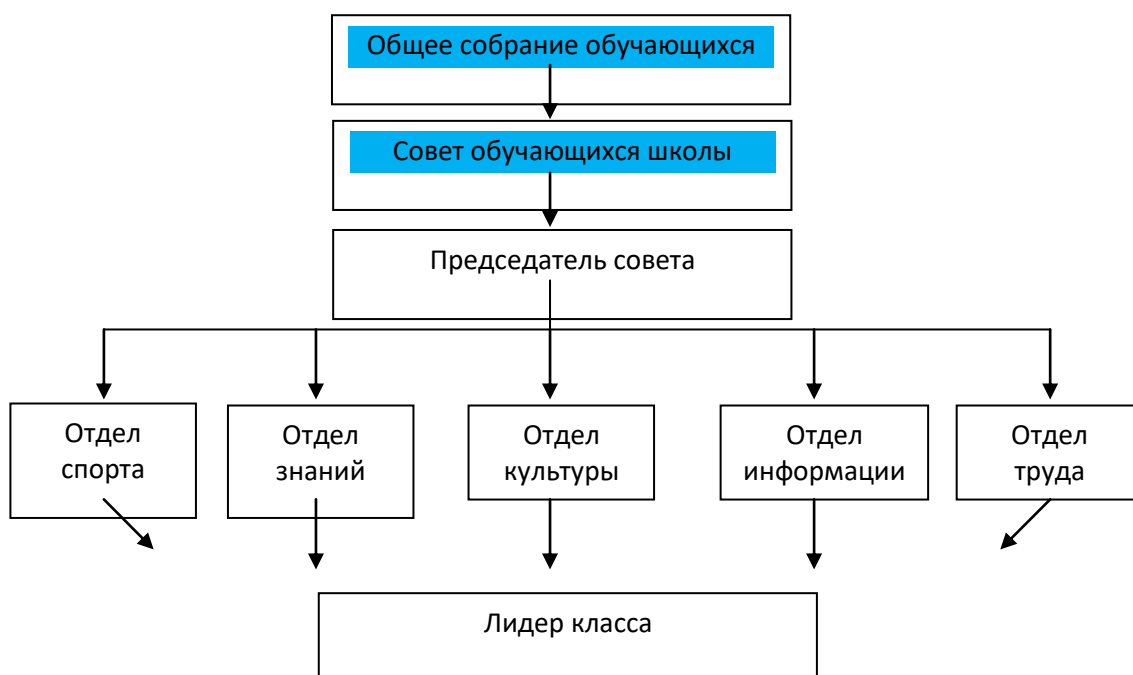 Общее собрание обучающихся
Совет обучающихся школы
Председатель совета
Отдел
спорта
Отдел
знаний
Отдел
культуры
Отдел
информации
Отдел
труда
Лидер класса